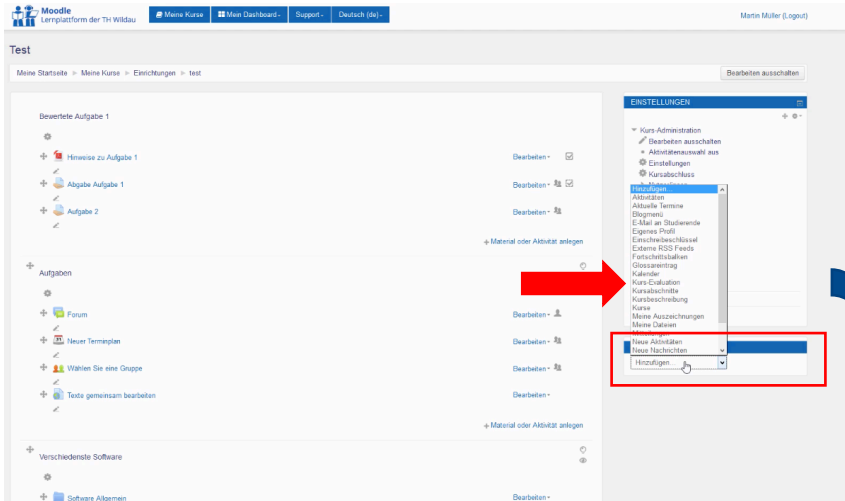 Moodle
Lernplattform der TH Wildau
Meine Kurse
Mein Dashboard
Support
Deutsch (de)
Martin Müller (Logout)
Test
Meine Startseite
Meine Kurse
Einrichtungen
test
Bearbeiten ausschalten
Bewertete Aufgabe 1
Hinweise zu Aufgabe 1
Bearbeiten
Abgabe Aufgabe 1
Bearbeiten
Aufgabe 2
Bearbeiten
+ Material oder Aktivität anlegen
Aufgaben
Forum
Bearbeiten
Neuer Terminplan
Bearbeiten
Wählen Sie eine Gruppe
Bearbeiten
Texte gemeinsam bearbeiten
Bearbeiten
+ Material oder Aktivität anlegen
Verschiedenste Software
Software Allgemein
Bearbeiten
EINSTELLUNGEN
Kurs-Administration
Bearbeiten ausschalten
Aktivitätenauswahl aus
Einstellungen
Kursabschluss
Hinzufügen...
Aktivitäten
Aktuelle Termine
Blogmenü
E-Mail an Studierende
Eigenes Profil
Einschreibeschlüssel
Externe RSS Feeds
Fortschrittsbalken
Glossareintrag
Kalender
Kurs-Evaluation
Kursabschnitte
Kursbeschreibung
Kurse
Meine Auszeichnungen
Meine Dateien
Neue Aktivitäten
Neue Nachrichten
Hinzufügen...